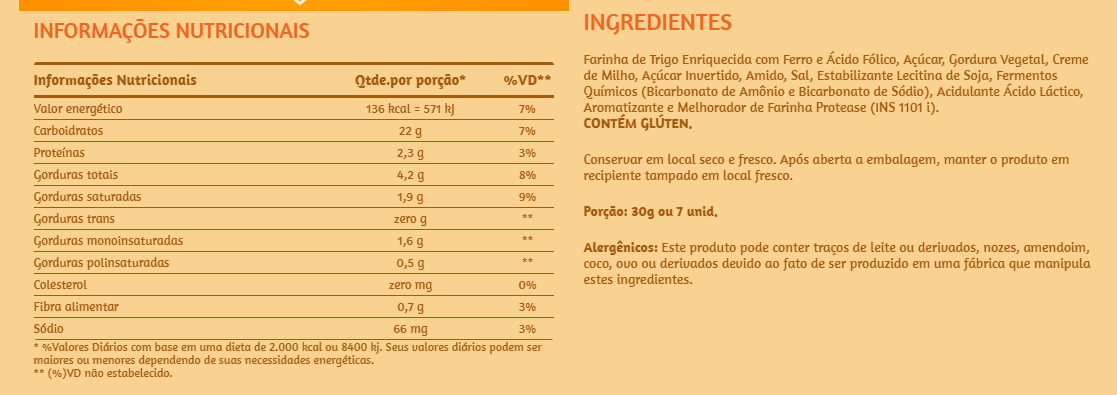 INFORMAÇÕES NUTRICIONAIS
Informações Nutricionais Qtde.por porção* %VD**
Valor energético 136 kcal = 571 kJ 7%
Carboidratos 22 g 7%
Proteínas 2,3 g 3%
Gorduras totais 4,2 g 8%
Gorduras saturadas 1,9 g 9%
Gorduras trans zero g **
Gorduras monoinsaturadas 1,6 g **
Gorduras polinsaturadas 0,5 g **
Colesterol zero mg 0%
Fibra alimentar 0,7 g 3%
Sódio 66 mg 3%
* %Valores Diários com base em uma dieta de 2.000 kcal ou 8400 kj. Seus valores diários podem ser
maiores ou menores dependendo de suas necessidades energéticas.
** (%)VD não estabelecido.
INGREDIENTES
Farinha de Trigo Enriquecida com Ferro e Ácido Fólico, Açúcar, Gordura Vegetal, Creme
de Milho, Açúcar Invertido, Amido, Sal, Estabilizante Lecitina de Soja, Fermentos
Químicos (Bicarbonato de Amônio e Bicarbonato de Sódio), Acidulante Ácido Láctico,
Aromatizante e Melhorador de Farinha Protease (INS 1101 i).
CONTÉM GLÚTEN.
Conservar em local seco e fresco. Após aberta a embalagem, manter o produto em
recipiente tampado em local fresco.
Porção: 30g ou 7 unid.
Alergênicos: Este produto pode conter traços de leite ou derivados, nozes, amendoim,
coco, ovo ou derivados devido ao fato de ser produzido em uma fábrica que manipula
estes ingredientes.